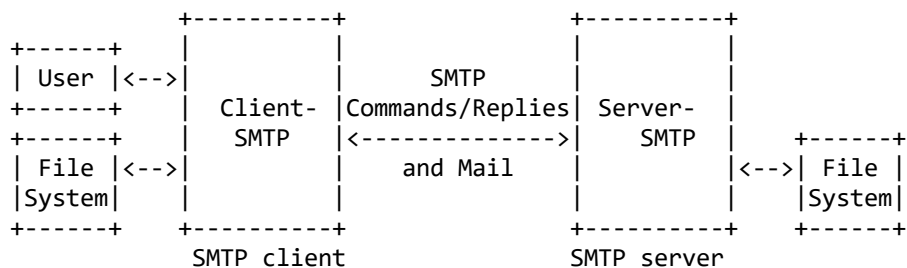 +----------+                +----------+
      +------+    |          |                |          |
      | User |<-->|          |      SMTP      |          |
      +------+    |  Client- |Commands/Replies| Server-  |
      +------+    |   SMTP   |<-------------->|    SMTP  |    +------+
      | File |<-->|          |    and Mail    |          |<-->| File |
      |System|    |          |                |          |    |System|
      +------+    +----------+                +----------+    +------+
                   SMTP client                SMTP server